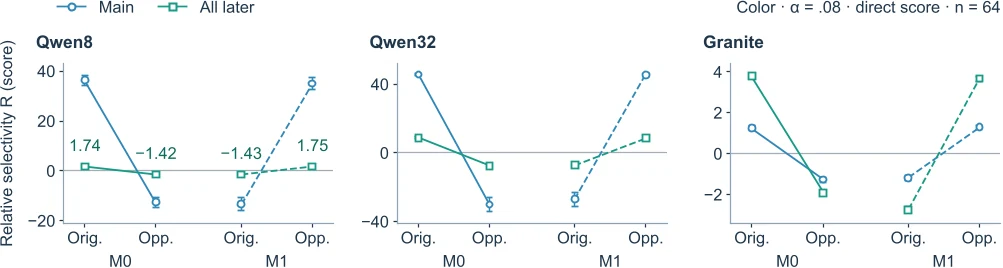 Main All later Color · α = .08 · direct score · n = 64
Relative selectivity R (score)
Qwen8
40
20
0
−20
1.74
−1.42
−1.43
1.75
Orig. Opp. Orig. Opp.
M0 M1
Qwen32
40
0
−40
Orig. Opp. Orig. Opp.
M0 M1
Granite
4
2
0
−2
Orig. Opp. Orig. Opp.
M0 M1